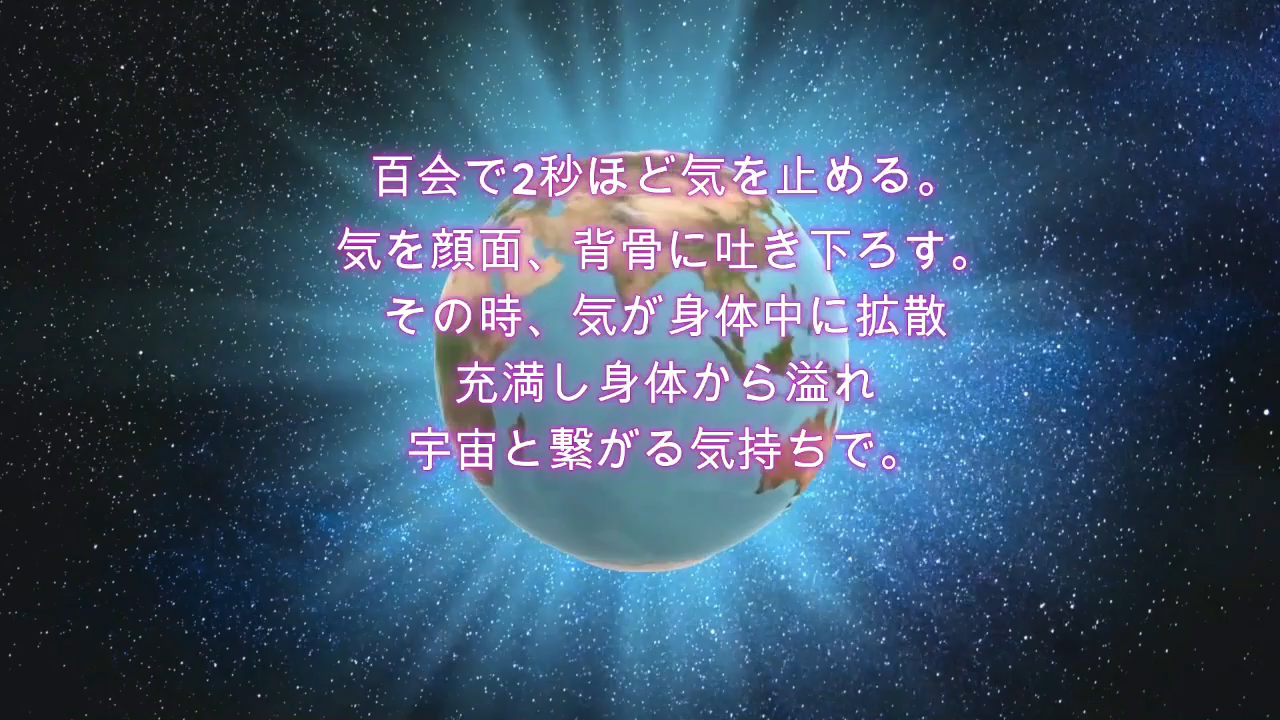 百会で2秒ほど気を止める。
気を顔面、背骨に吐き下ろす。
その時、気が身体中に拡散
充満し身体から溢れ
宇宙と繋がる気持ちで。